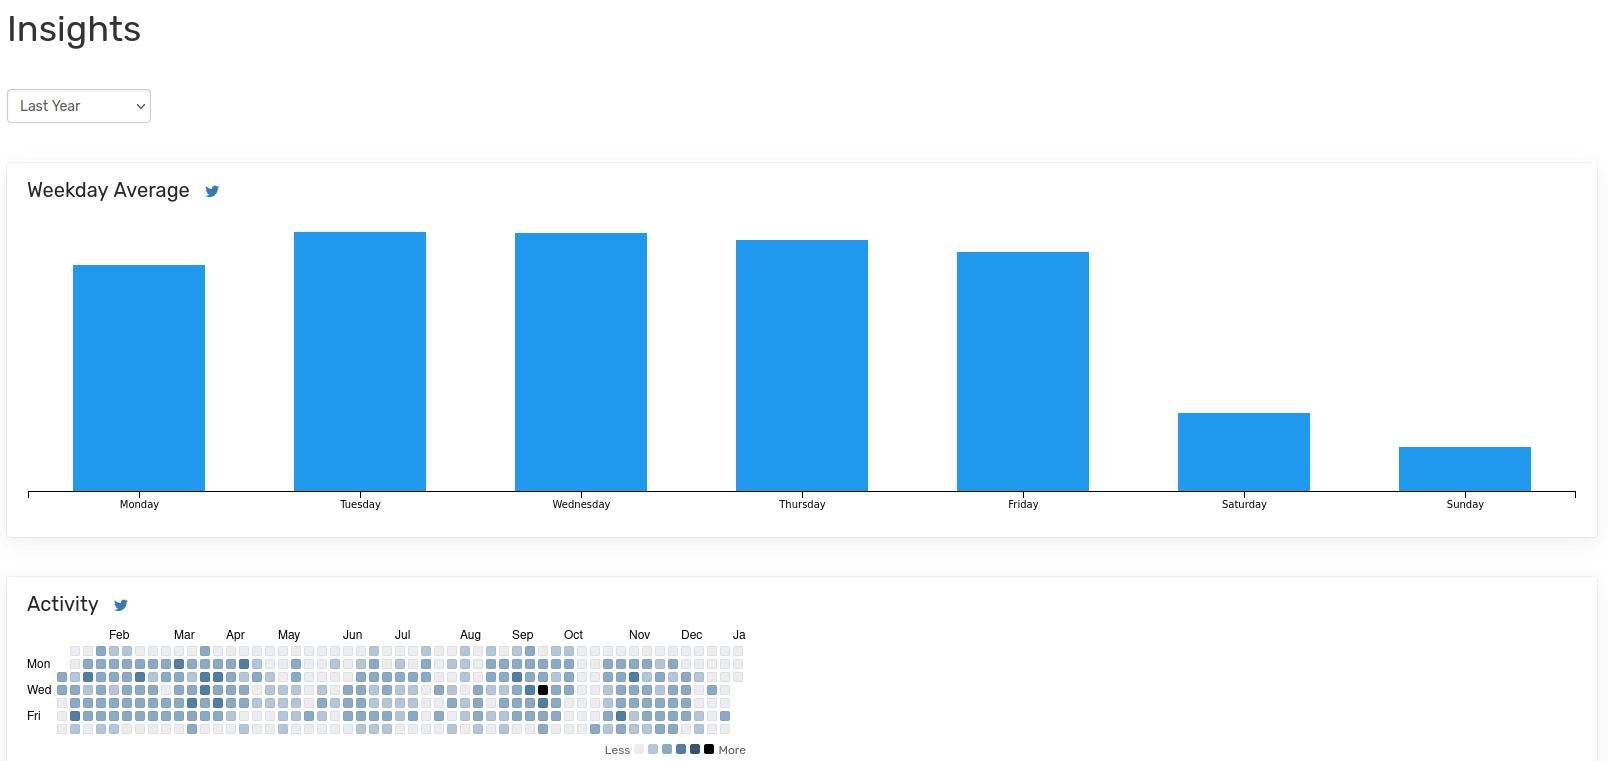 Insights
Last Year
Weekday Average
Monday Tuesday Wednesday Thursday Friday Saturday Sunday
Activity
Feb Mar Apr May Jun Jul Aug Sep Oct Nov Dec Ja
Mon
Wed
Fri
Less More